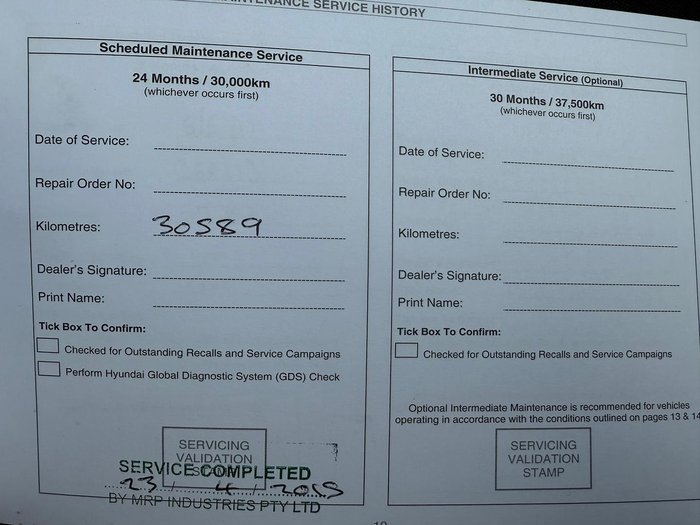 MAINTENANCE SERVICE HISTORY
Scheduled Maintenance Service
24 Months / 30,000km
(whichever occurs first)
Date of Service:
Repair Order No:
Kilometres: 30589
Dealer's Signature:
Print Name:
Tick Box To Confirm:
Checked for Outstanding Recalls and Service Campaigns
Perform Hyundai Global Diagnostic System (GDS) Check
SERVICING
VALIDATION
STAMP
SERVICE COMPLETED
23 / 4 /
BY MRP INDUSTRIES PTY LTD
Intermediate Service (Optional)
30 Months / 37,500km
(whichever occurs first)
Date of Service:
Repair Order No:
Kilometres:
Dealer's Signature:
Print Name:
Tick Box To Confirm:
Checked for Outstanding Recalls and Service Campaigns
Optional Intermediate Maintenance is recommended for vehicles
operating in accordance with the conditions outlined on pages 13 & 14
SERVICING
VALIDATION
STAMP